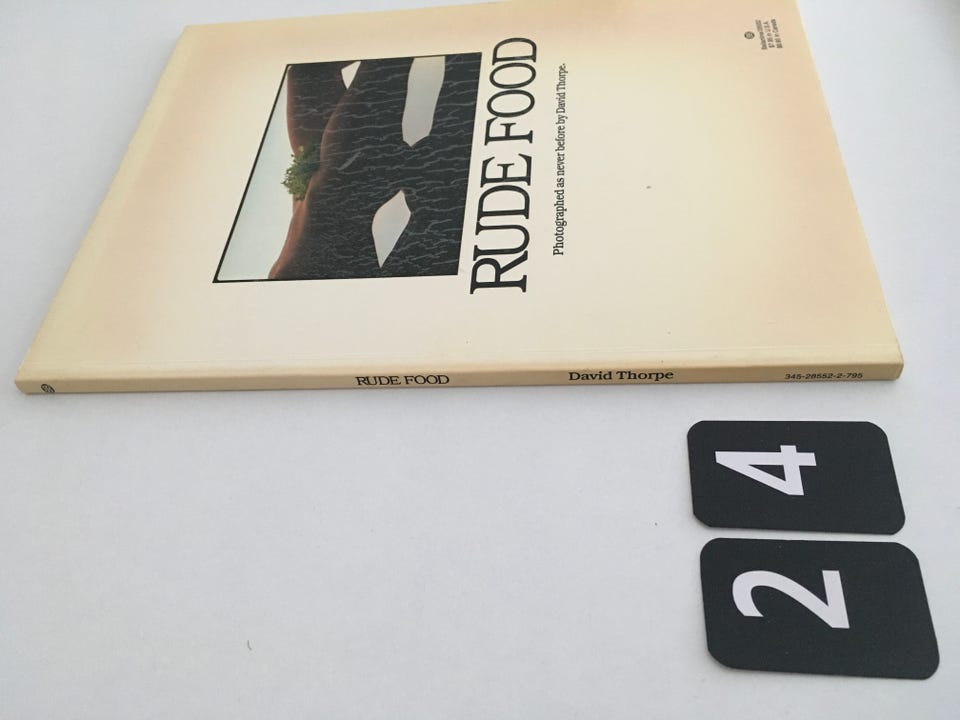 RUDE FOOD
Photographed as never before by David Thorpe.
RUDE FOOD
David Thorpe
345-28552-2-795
4
2